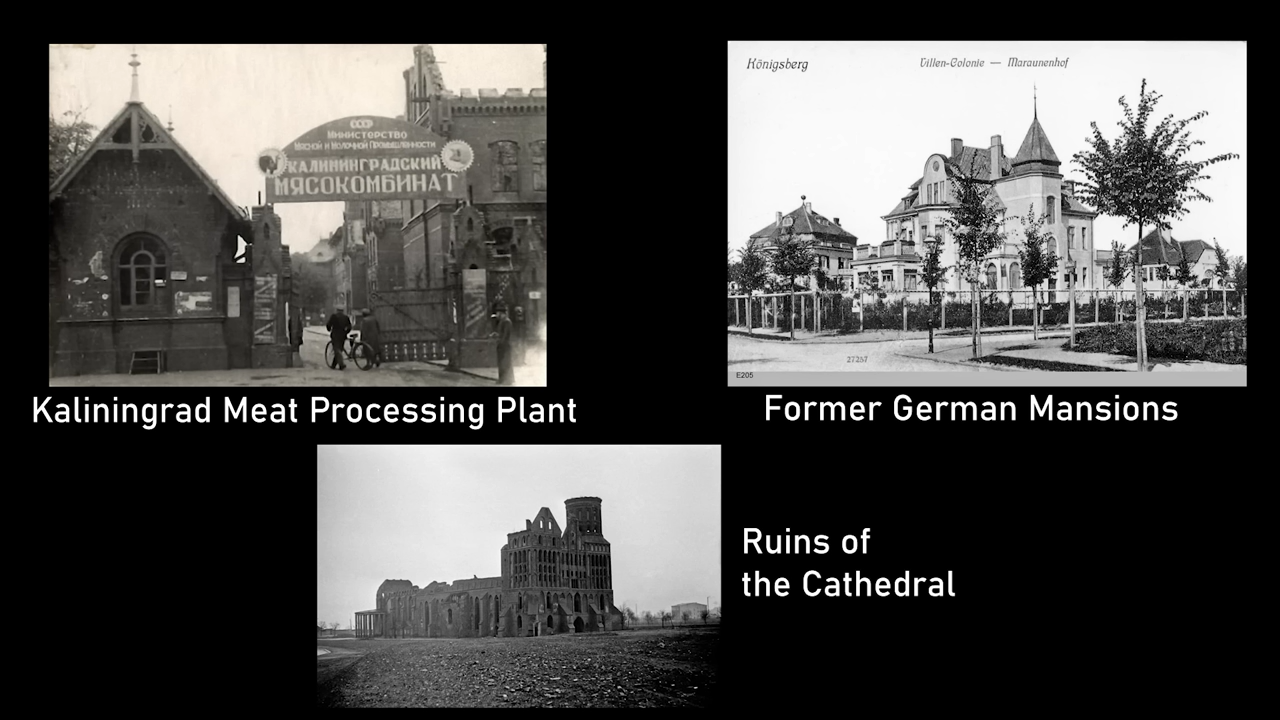 СССР
Министерство
Мясной и Молочной Промышленности
Калининградский
Мясокомбинат
Kaliningrad Meat Processing Plant
Königsberg
Villen-Colonie — Maraunenhof
27257
E205
Former German Mansions
Ruins of
the Cathedral